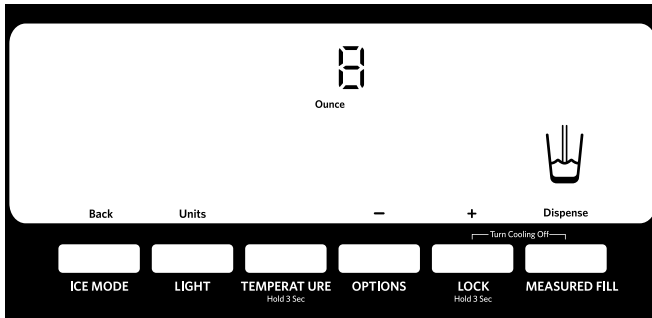 8
Ounce
Back Units – + Dispense
Turn Cooling Off
ICE MODE LIGHT TEMPERAT URE OPTIONS LOCK MEASURED FILL
Hold 3 Sec Hold 3 Sec